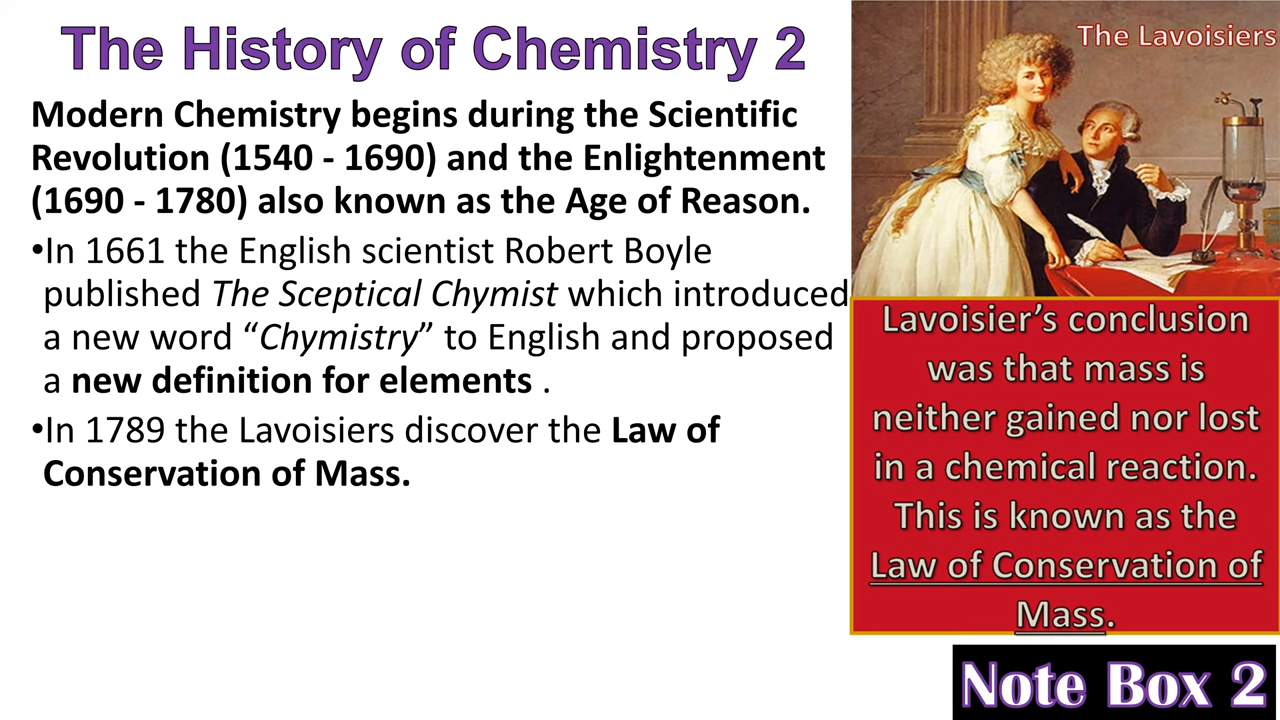 The History of Chemistry 2
Modern Chemistry begins during the Scientific
Revolution (1540 - 1690) and the Enlightenment
(1690 - 1780) also known as the Age of Reason.
•In 1661 the English scientist Robert Boyle
published The Sceptical Chymist which introduced
a new word “Chymistry” to English and proposed
a new definition for elements .
•In 1789 the Lavoisiers discover the Law of
Conservation of Mass.
The Lavoisiers
Lavoisier’s conclusion
was that mass is
neither gained nor lost
in a chemical reaction.
This is known as the
Law of Conservation of
Mass.
Note Box 2